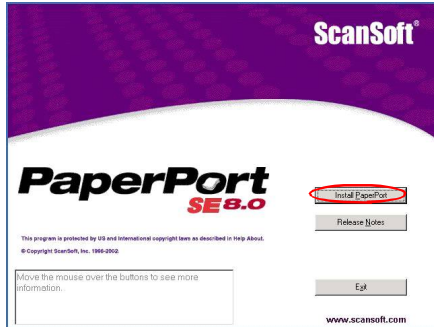 ScanSoft®
PaperPort
SE 8.0
Install PaperPort
Release Notes
This program is protected by US and international copyright laws as described in Help About.
© Copyright ScanSoft, Inc. 1998-2002
Move the mouse over the buttons to see more
information.
Exit
www.scansoft.com